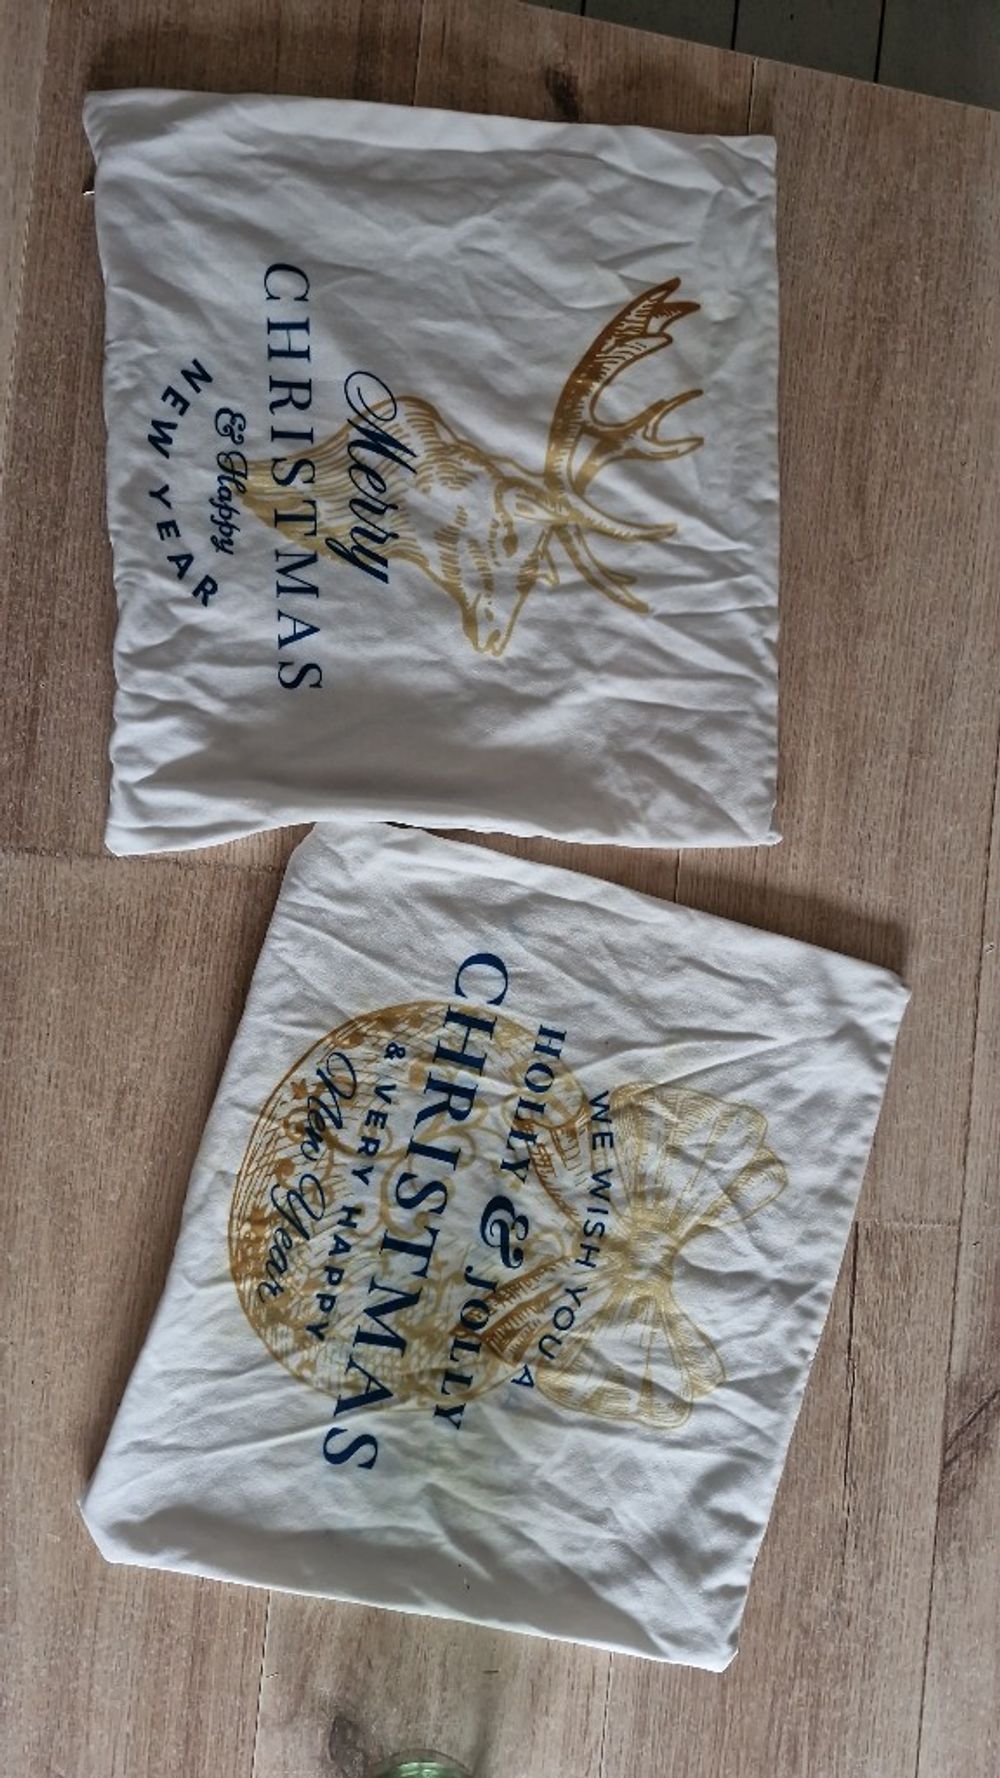 Merry
CHRISTMAS
& Happy
NEW YEAR
WE WISH YOU A
HOLLY & JOLLY
CHRISTMAS
& VERY HAPPY
New Year